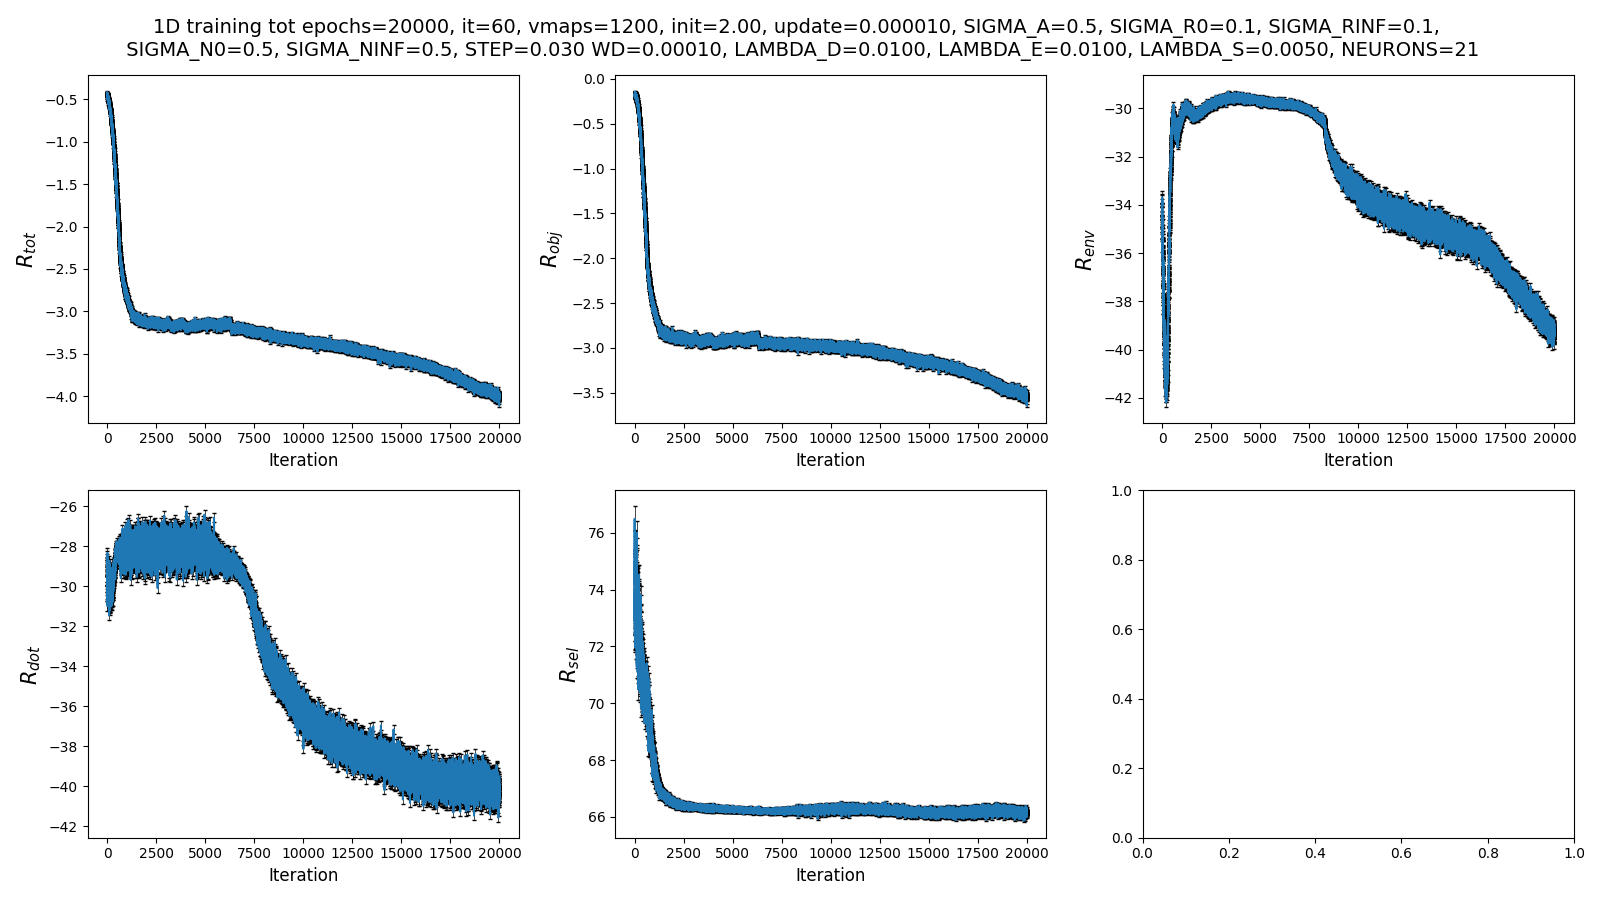 1D training tot epochs=20000, it=60, vmaps=1200, init=2.00, update=0.000010, SIGMA_A=0.5, SIGMA_R0=0.1, SIGMA_RINF=0.1,
SIGMA_N0=0.5, SIGMA_NINF=0.5, STEP=0.030 WD=0.00010, LAMBDA_D=0.0100, LAMBDA_E=0.0100, LAMBDA_S=0.0050, NEURONS=21
R_tot
−0.5
−1.0
−1.5
−2.0
−2.5
−3.0
−3.5
−4.0
0 2500 5000 7500 10000 12500 15000 17500 20000
Iteration
R_obj
0.0
−0.5
−1.0
−1.5
−2.0
−2.5
−3.0
−3.5
0 2500 5000 7500 10000 12500 15000 17500 20000
Iteration
R_env
−30
−32
−34
−36
−38
−40
−42
0 2500 5000 7500 10000 12500 15000 17500 20000
Iteration
R_dot
−26
−28
−30
−32
−34
−36
−38
−40
−42
0 2500 5000 7500 10000 12500 15000 17500 20000
Iteration
R_sel
76
74
72
70
68
66
0 2500 5000 7500 10000 12500 15000 17500 20000
Iteration
1.0
0.8
0.6
0.4
0.2
0.0
0.0 0.2 0.4 0.6 0.8 1.0